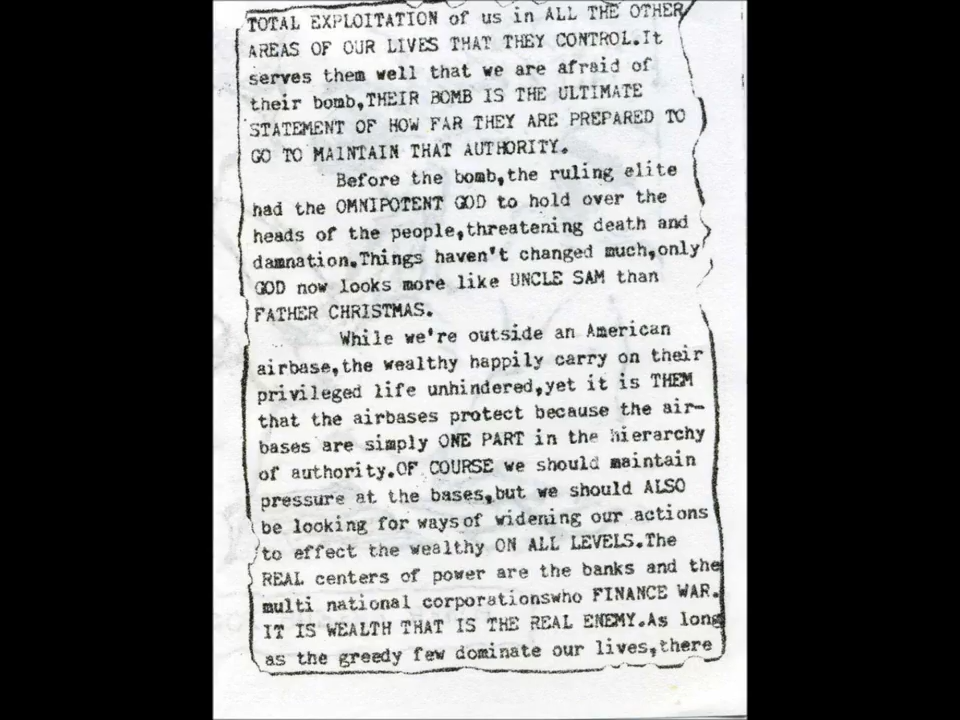 TOTAL EXPLOITATION of us in ALL THE OTHER
AREAS OF OUR LIVES THAT THEY CONTROL.It
serves them well that we are afraid of
their bomb,THEIR BOMB IS THE ULTIMATE
STATEMENT OF HOW FAR THEY ARE PREPARED TO
GO TO MAINTAIN THAT AUTHORITY.
Before the bomb,the ruling elite
had the OMNIPOTENT GOD to hold over the
heads of the people,threatening death and
damnation.Things haven't changed much,only
GOD now looks more like UNCLE SAM than
FATHER CHRISTMAS.
While we're outside an American
airbase,the wealthy happily carry on their
privileged life unhindered,yet it is THEM
that the airbases protect because the air-
bases are simply ONE PART in the hierarchy
of authority.OF COURSE we should maintain
pressure at the bases,but we should ALSO
be looking for ways of widening our actions
to effect the wealthy ON ALL LEVELS.The
REAL centers of power are the banks and the
multi national corporationswho FINANCE WAR.
IT IS WEALTH THAT IS THE REAL ENEMY.As long
as the greedy few dominate our lives,there